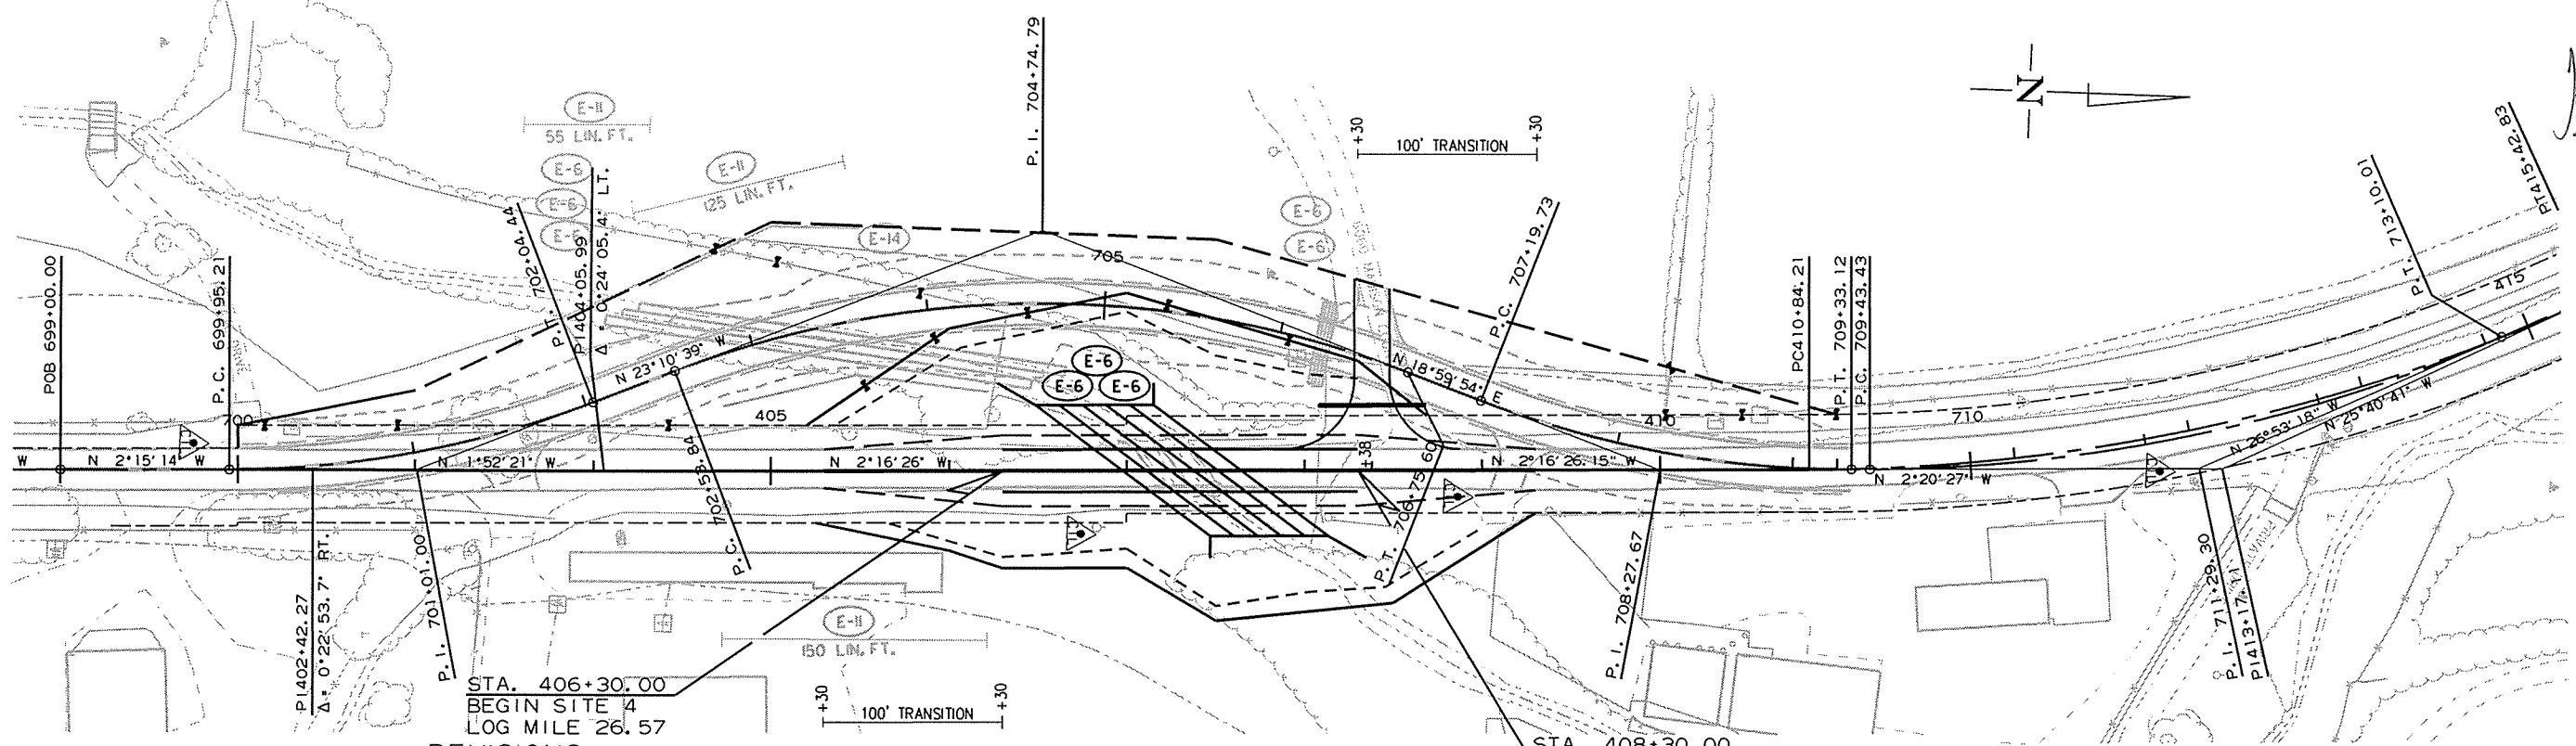 POB 699+00.00
P.C. 699+95.21
P.T. 702+04.44
PI404+05.99
Δ = 0°24'05.4" LT.
P.I. 704+74.79
P.C. 707+19.73
PC410+84.21
P.T. 709+33.12
P.C. 709+43.43
P.T. 713+10.01
PT415+42.83
N
E-11
55 LIN.FT.
E-6
E-6
E-6
E-11
125 LIN.FT.
E-14
E-6
E-6
+30
100' TRANSITION
+30
705
700
405
410
710
415
E-6
E-6
E-6
W
N 2°15'14" W
N 1°52'21" W
N 23°10'39" W
N 2°16'26" W
N 18°59'54" E
N 2°16'26.15" W
N 2°20'27" W
N 26°53'18" W
N 25°40'41" W
+38
PI402+42.27
Δ = 0°22'53.7" RT.
P.I. 701+01.00
P.C. 702+53.84
P.T. 706+75.60
P.I. 708+27.67
P.I. 711+29.30
PI413+17.11
E-11
150 LIN.FT.
STA. 406+30.00
BEGIN SITE 4
LOG MILE 26.57
+30
100' TRANSITION
+30
STA. 408+30.00